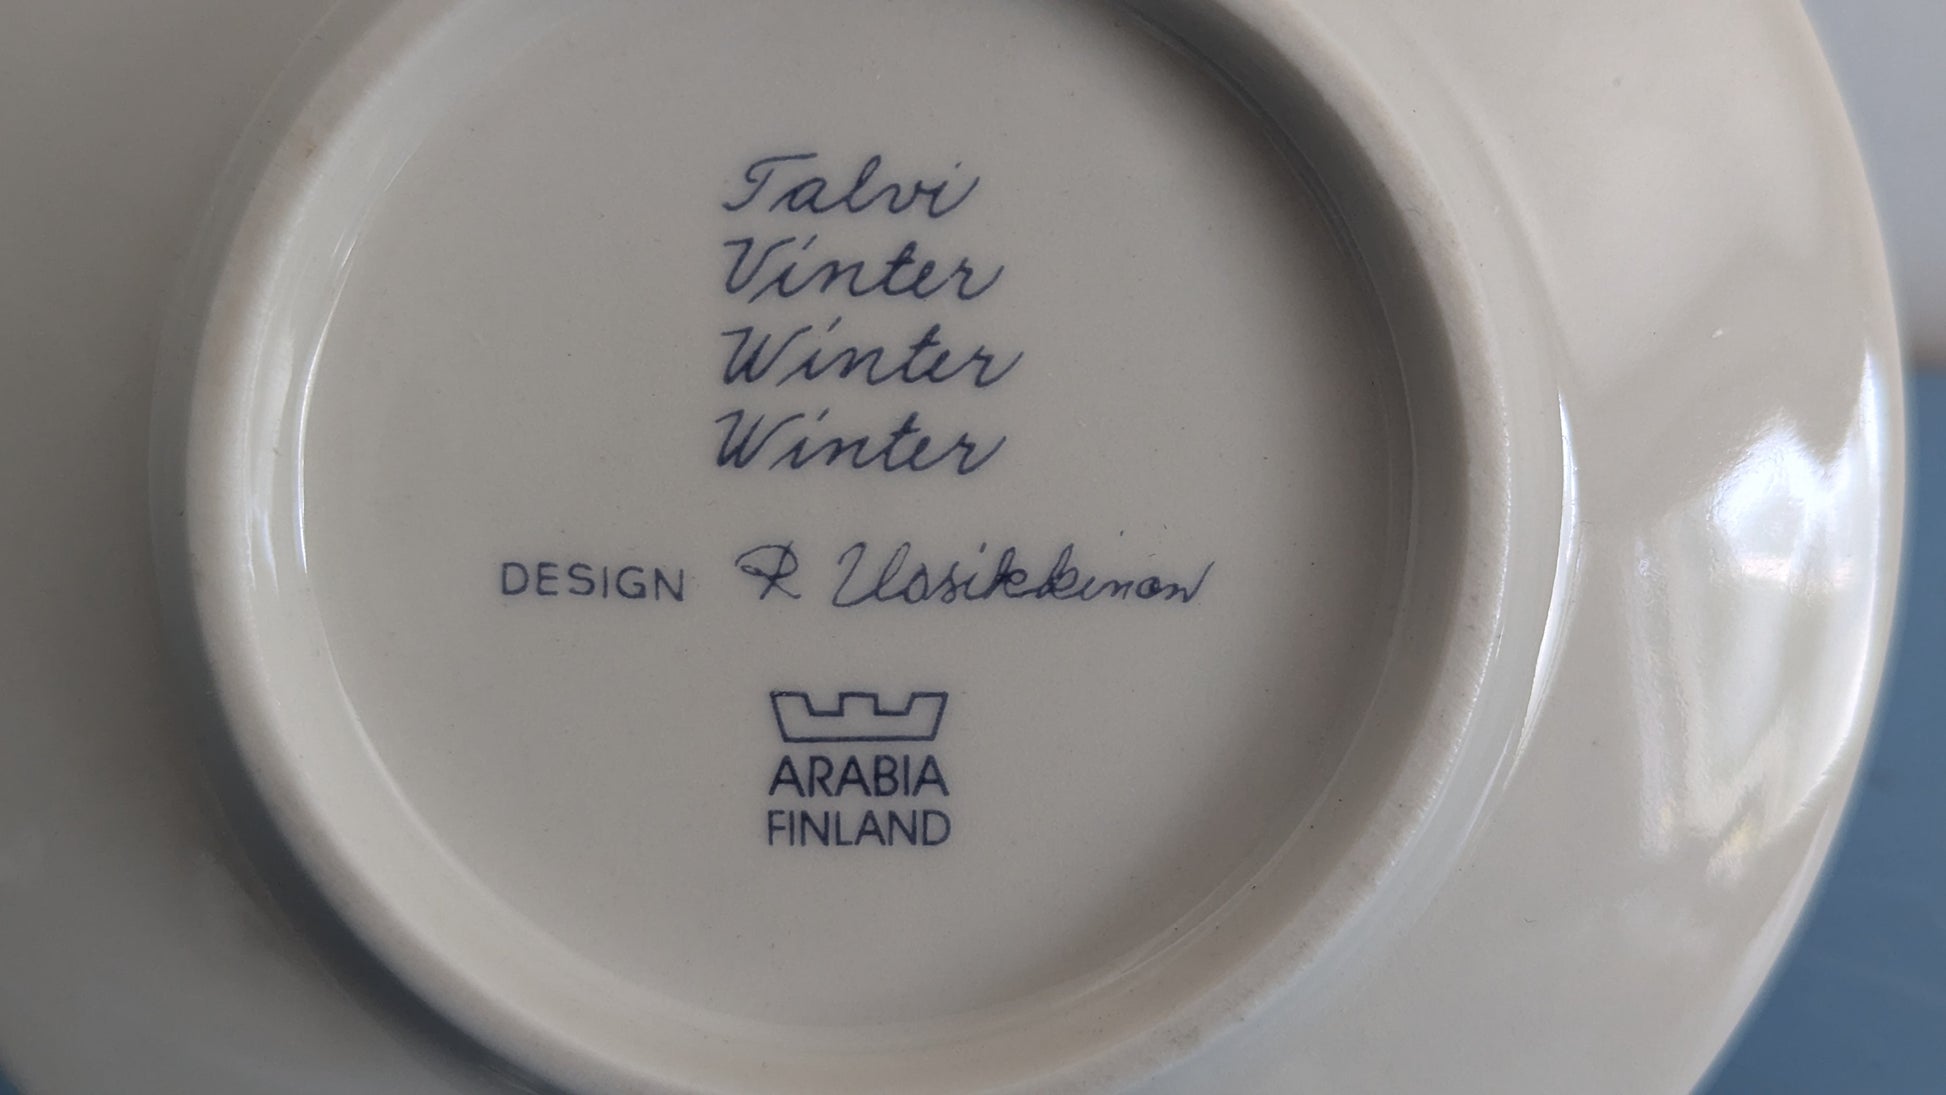 Talvi
Vinter
Winter
Winter
DESIGN R Uosikkinen
ARABIA
FINLAND